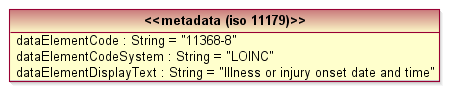 <<metadata (iso 11179)>>
dataElementCode : String = "11368-8"
dataElementCodeSystem : String = "LOINC"
dataElementDisplayText : String = "Illness or injury onset date and time"